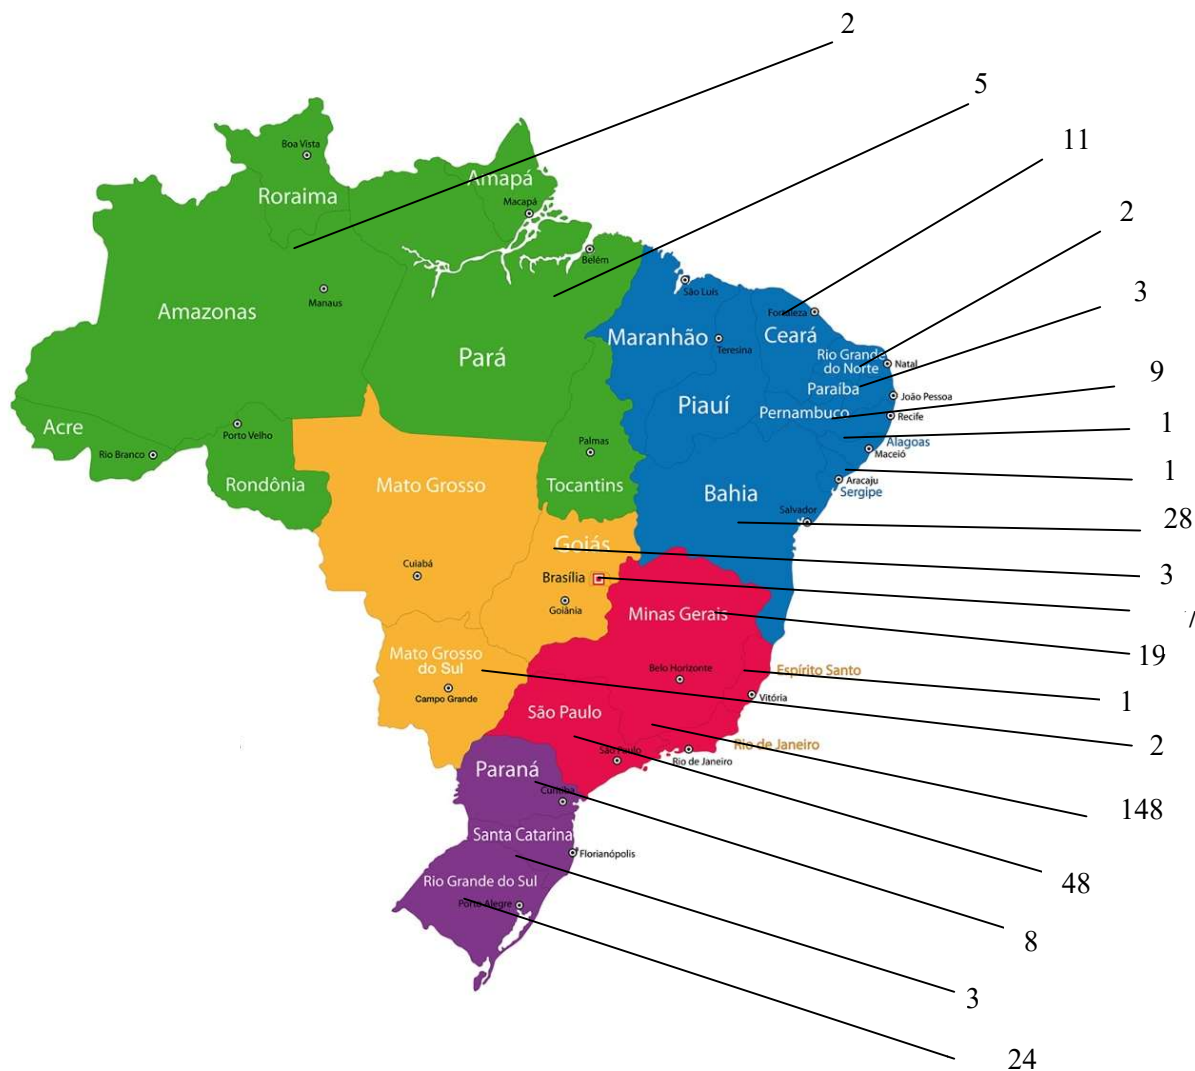 2
5
Boa Vista
11
Amapá
Roraima
Macapá
2
Belém
São Luís
3
Amazonas
Manaus
Fortaleza
Maranhão
Ceará
Teresina
Pará
Rio Grande
do Norte
Natal
9
Paraíba
João Pessoa
Piauí
Pernambuco
Recife
1
Acre
Porto Velho
Alagoas
Palmas
Maceió
Rio Branco
1
Rondônia
Mato Grosso
Tocantins
Bahia
Aracaju
Sergipe
Salvador
28
Goiás
Cuiabá
3
Brasília
Goiânia
Minas Gerais
19
Mato Grosso
do Sul
Belo Horizonte
Espírito Santo
Campo Grande
Vitória
1
São Paulo
2
Rio de Janeiro
São Paulo
Rio de Janeiro
Paraná
Curitiba
148
Santa Catarina
Florianópolis
48
Rio Grande do Sul
Porto Alegre
8
3
24